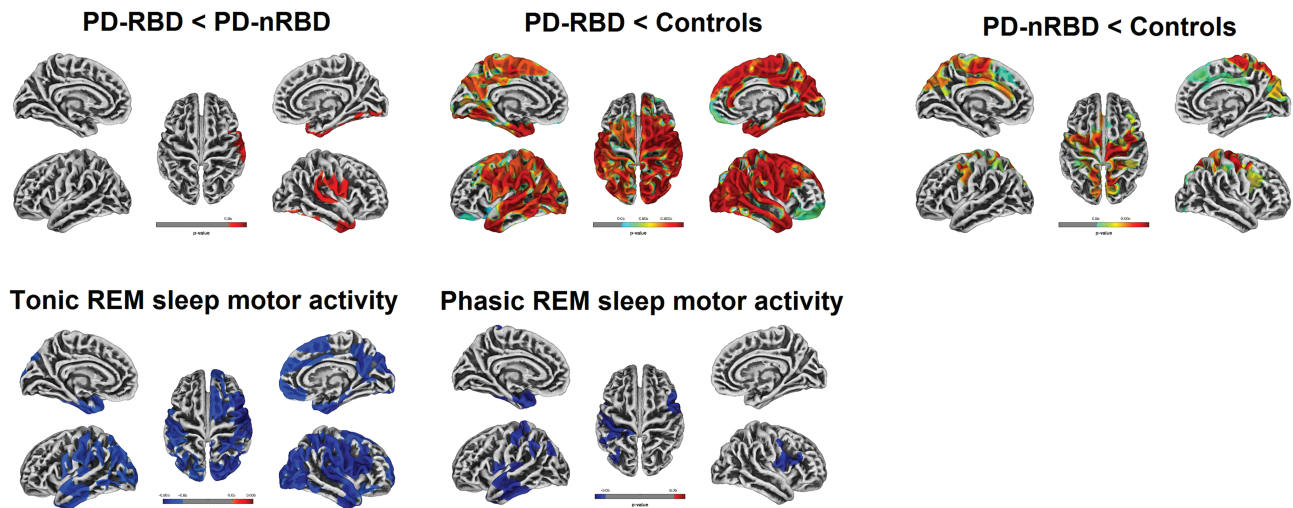 PD-RBD < PD-nRBD
PD-RBD < Controls
PD-nRBD < Controls
p-value
p-value
p-value
Tonic REM sleep motor activity
Phasic REM sleep motor activity
p-value